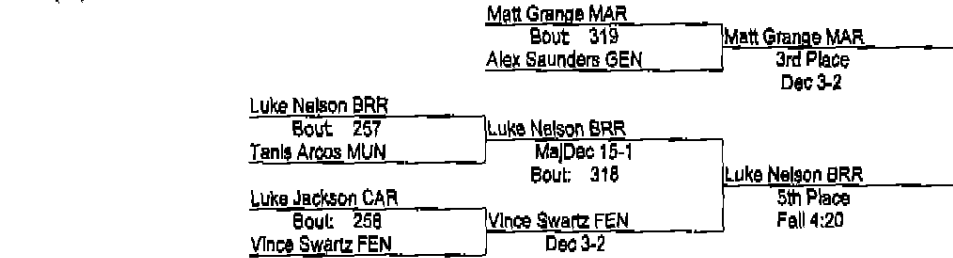 Matt Grange MAR
Bout: 319
Alex Saunders GEN
Matt Grange MAR
3rd Place
Dec 3-2
Luke Nelson BRR
Bout: 257
Tanis Arcos MUN
Luke Nelson BRR
MajDec 15-1
Bout: 318
Luke Jackson CAR
Bout: 258
Vince Swartz FEN
Vince Swartz FEN
Dec 3-2
Luke Nelson BRR
5th Place
Fall 4:20